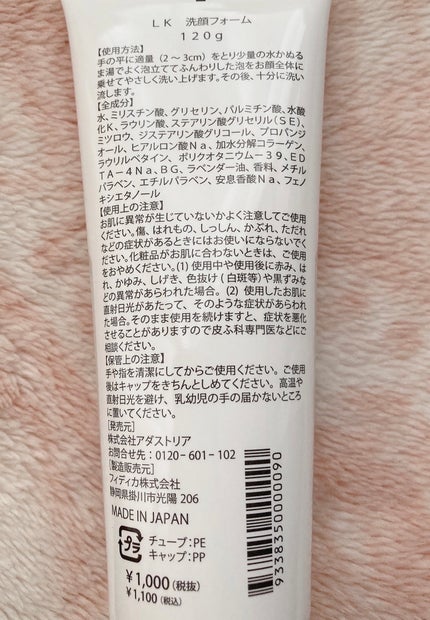 LK 洗顔フォーム
120g
【使用方法】
手の平に適量(2～3cm)をとり少量の水かぬる
ま湯でよく泡立ててふんわりした泡をお顔全体に
乗せてやさしく洗い上げます。その後、十分に洗い
流します。
【全成分】
水、ミリスチン酸、グリセリン、パルミチン酸、水酸
化K、ラウリン酸、ステアリン酸グリセリル(SE)、
ミツロウ、ジステアリン酸グリコール、プロパンジ
オール、ヒアルロン酸Na、加水分解コラーゲン、
ラウリルベタイン、ポリクオタニウム－39、ED
TA－4Na、BG、ラベンダー油、香料、メチル
パラベン、エチルパラベン、安息香酸Na、フェノ
キシエタノール
【使用上の注意】
お肌に異常が生じていないかよく注意してご使用
ください。傷、はれもの、しっしん、かぶれ、ただれ
などの症状があるときにはお使いにならないでく
ださい。化粧品がお肌に合わないときは、ご使用
をおやめください。(1) 使用中や使用後に赤み、は
れ、かゆみ、しげき、色抜け(白斑等)や黒ずみな
どの異常があらわれた場合。(2) 使用したお肌に
直射日光があたって、そのような症状があらわれ
た場合。そのまま使用を続けますと、症状を悪化
させることがありますので皮ふ科専門医などにご
相談ください。
【保管上の注意】
手や指を清潔にしてからご使用ください。ご使用
後はキャップをきちんとしめてください。高温や
直射日光を避け、乳幼児の手の届かないところ
に置いてください。
[発売元]
株式会社アダストリア
お問合せ先：0120-601-102
[製造販売元]
フィディカ株式会社
静岡県掛川市光陽 206
MADE IN JAPAN
プラ
チューブ：PE
キャップ：PP
¥1,000(税抜)
¥1,100(税込)
9338350000090